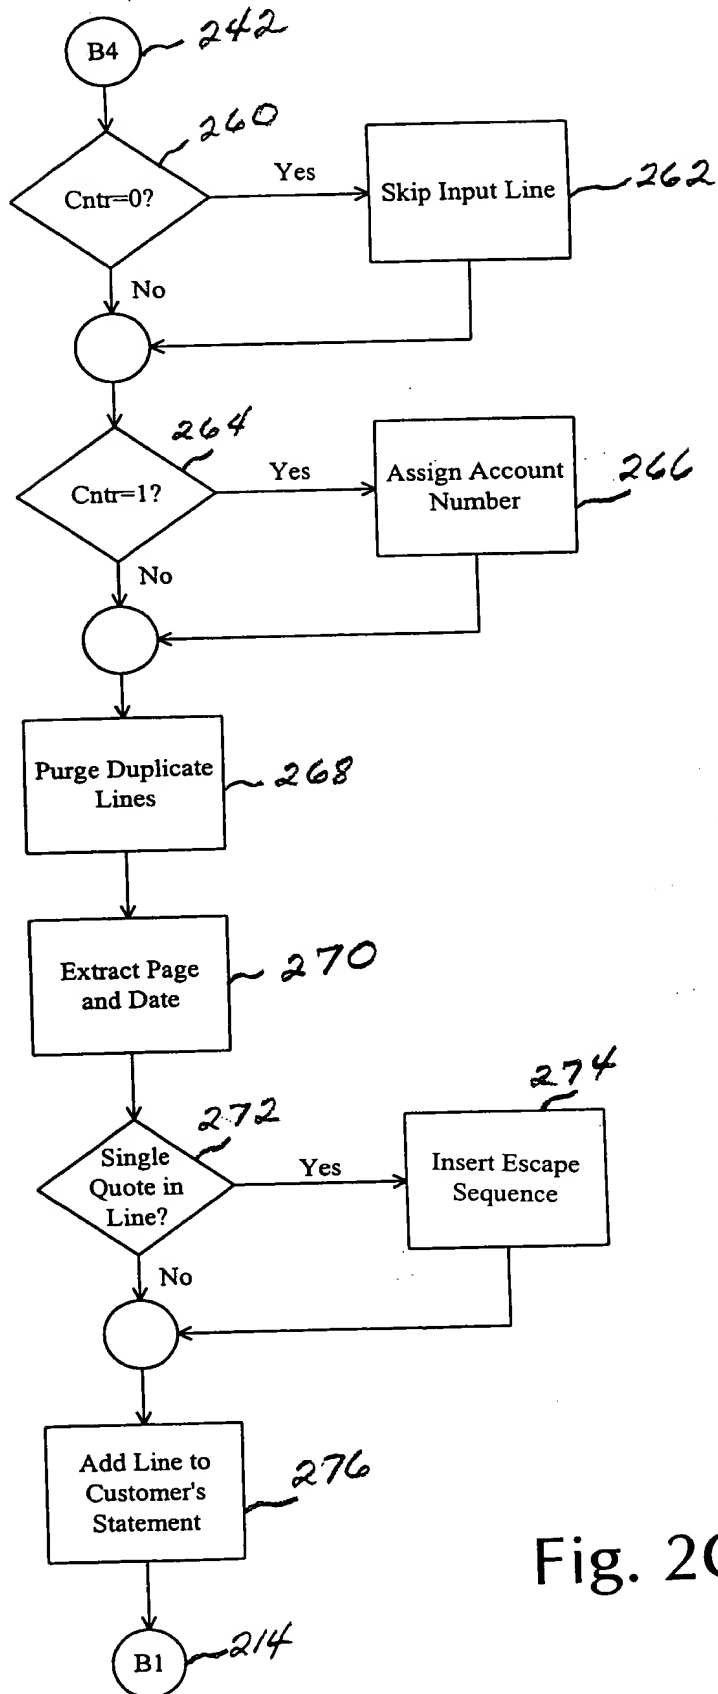 B4
242
260
Cntr=0?
Yes
Skip Input Line
262
No
264
Cntr=1?
Yes
Assign Account
Number
266
No
Purge Duplicate
Lines
268
Extract Page
and Date
270
272
274
Single
Quote in
Line?
Yes
Insert Escape
Sequence
No
Add Line to
Customer's
Statement
276
Fig. 2C
B1
214